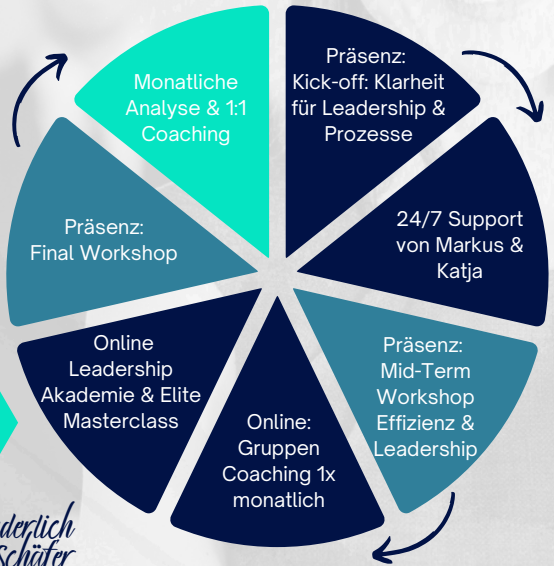 Präsenz:
Kick-off: Klarheit
für Leadership &
Prozesse
24/7 Support
von Markus &
Katja
Präsenz:
Mid-Term
Workshop
Effizienz &
Leadership
Online:
Gruppen
Coaching 1x
monatlich
Online
Leadership
Akademie & Elite
Masterclass
Präsenz:
Final Workshop
Monatliche
Analyse & 1:1
Coaching
Schäfer